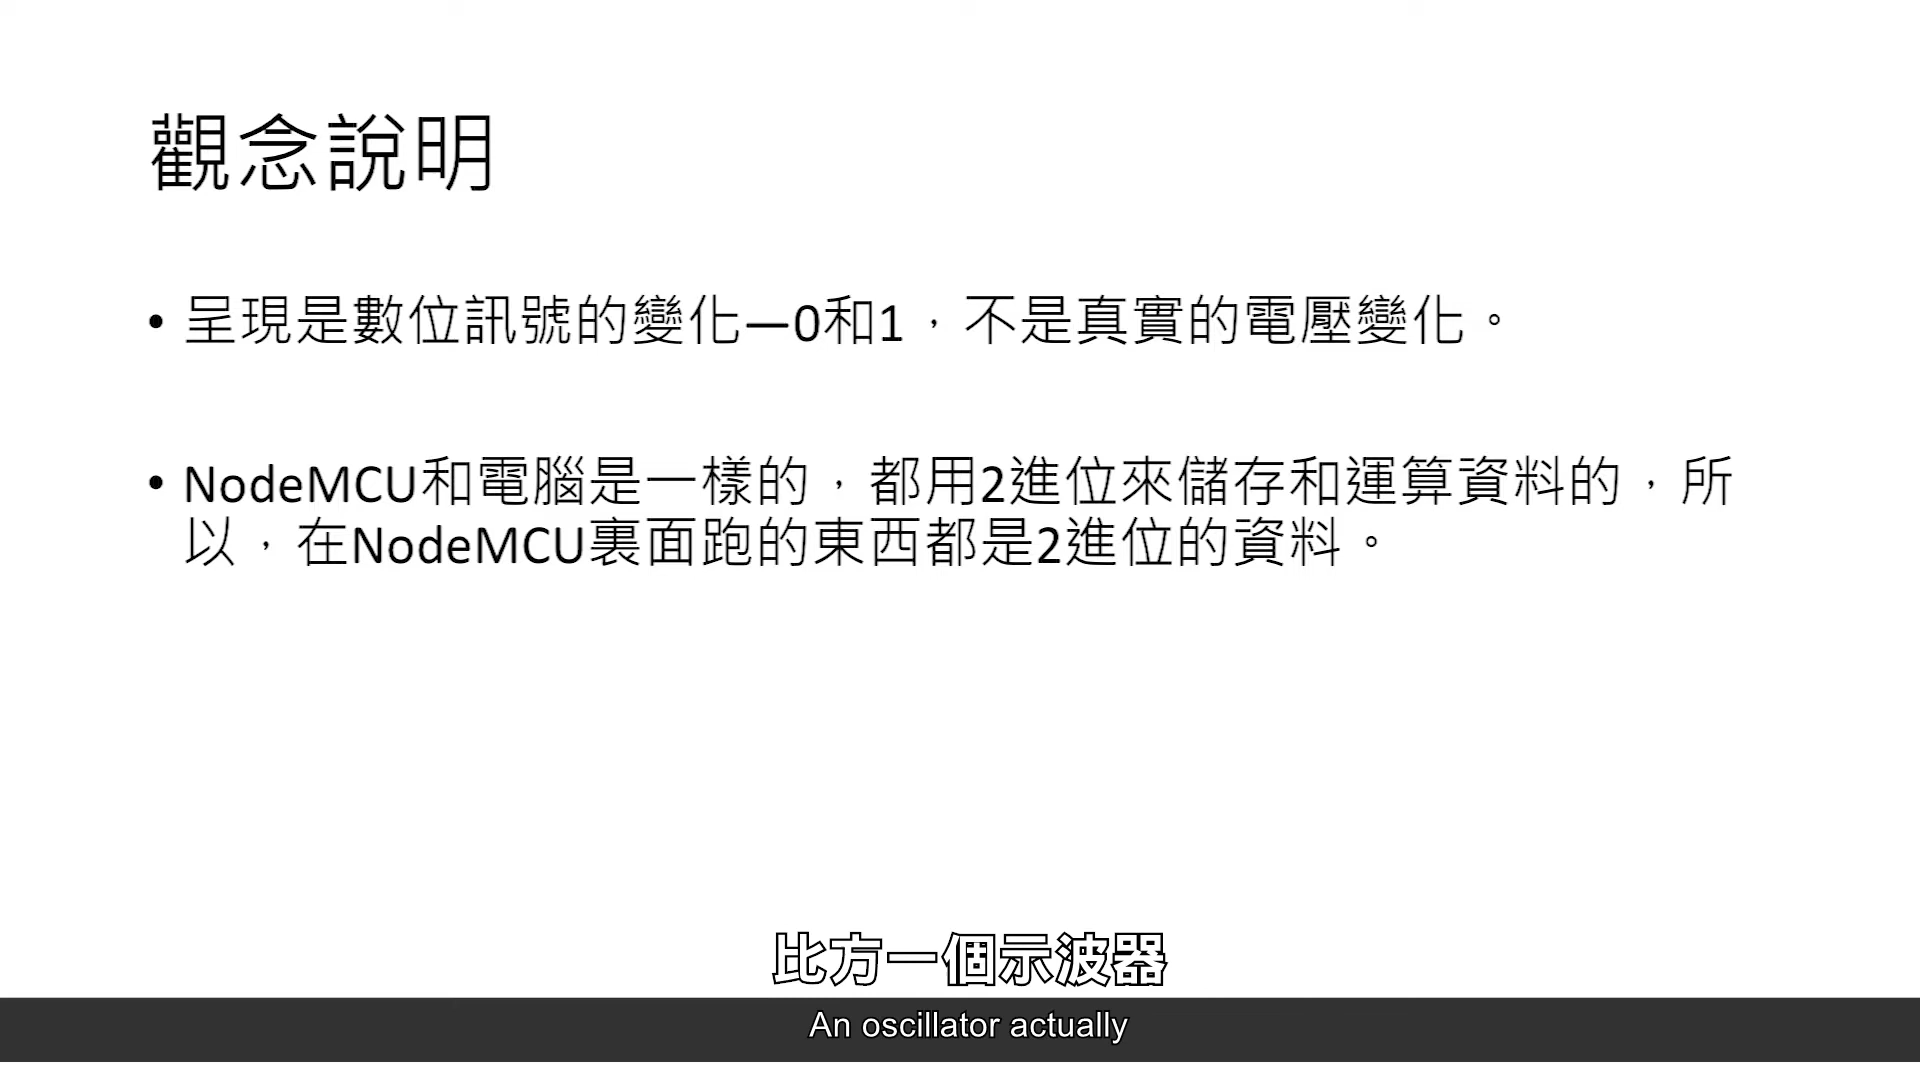 觀念說明
• 呈現是數位訊號的變化—0和1，不是真實的電壓變化。
• NodeMCU和電腦是一樣的，都用2進位來儲存和運算資料的，所
以，在NodeMCU裏面跑的東西都是2進位的資料。
比方一個示波器
An oscillator actually